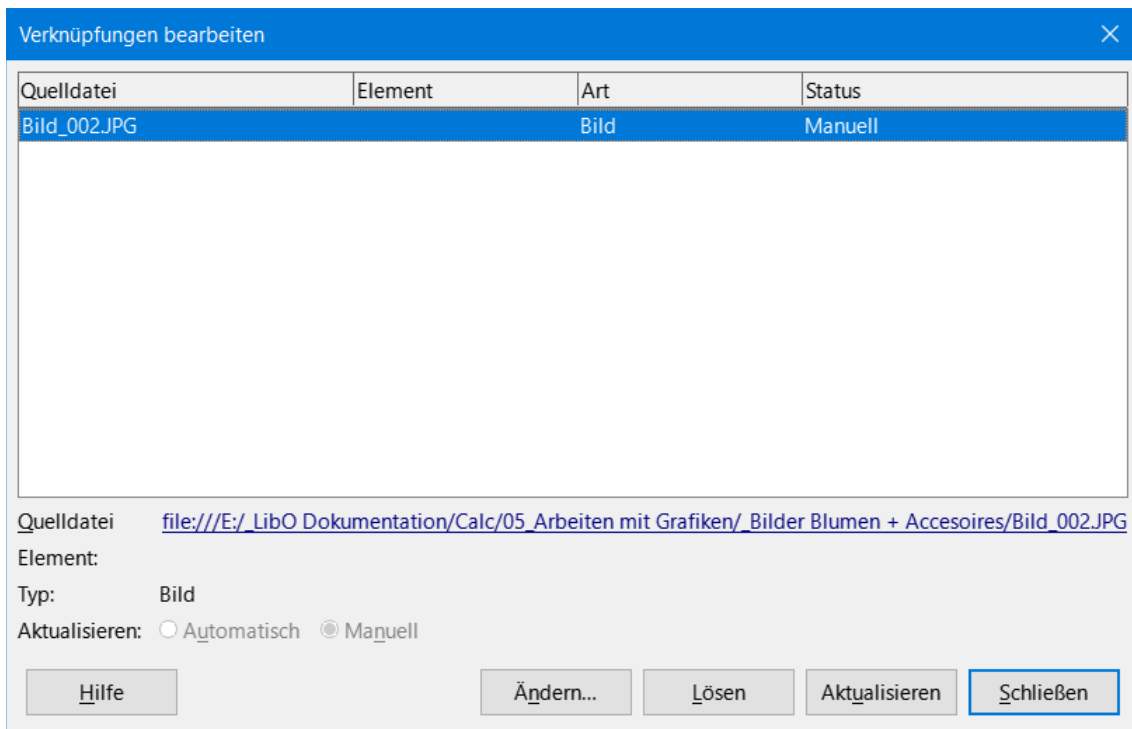 Verknüpfungen bearbeiten
Quelldatei Element Art Status
Bild_002.JPG Bild Manuell
Quelldatei file:///E:/_LibO Dokumentation/Calc/05_Arbeiten mit Grafiken/_Bilder Blumen + Accesoires/Bild_002.JPG
Element:
Typ: Bild
Aktualisieren: Automatisch Manuell
Hilfe Ändern... Lösen Aktualisieren Schließen